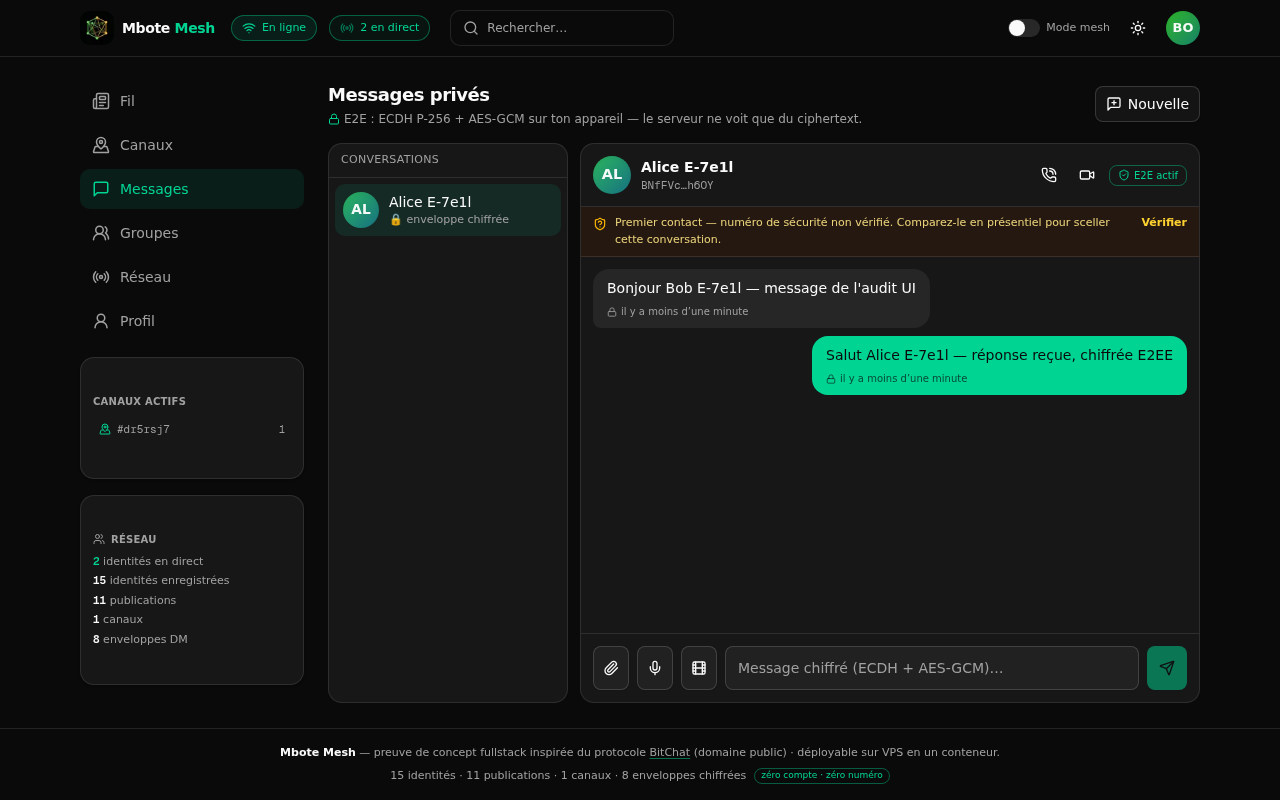 Mbote Mesh
En ligne
2 en direct
Rechercher…
Mode mesh
BO
Fil
Canaux
Messages
Groupes
Réseau
Profil
CANAUX ACTIFS
#dr5rsj7 1
RÉSEAU
2 identités en direct
15 identités enregistrées
11 publications
1 canaux
8 enveloppes DM
Messages privés
E2E : ECDH P-256 + AES-GCM sur ton appareil — le serveur ne voit que du ciphertext.
Nouvelle
CONVERSATIONS
AL
Alice E-7e1l
🔒 enveloppe chiffrée
AL
Alice E-7e1l
BNfFVc…h6OY
E2E actif
Premier contact — numéro de sécurité non vérifié. Comparez-le en présentiel pour sceller
cette conversation.
Vérifier
Bonjour Bob E-7e1l — message de l'audit UI
il y a moins d’une minute
Salut Alice E-7e1l — réponse reçue, chiffrée E2EE
il y a moins d’une minute
Message chiffré (ECDH + AES-GCM)…
Mbote Mesh — preuve de concept fullstack inspirée du protocole BitChat (domaine public) · déployable sur VPS en un conteneur.
15 identités · 11 publications · 1 canaux · 8 enveloppes chiffrées zéro compte · zéro numéro